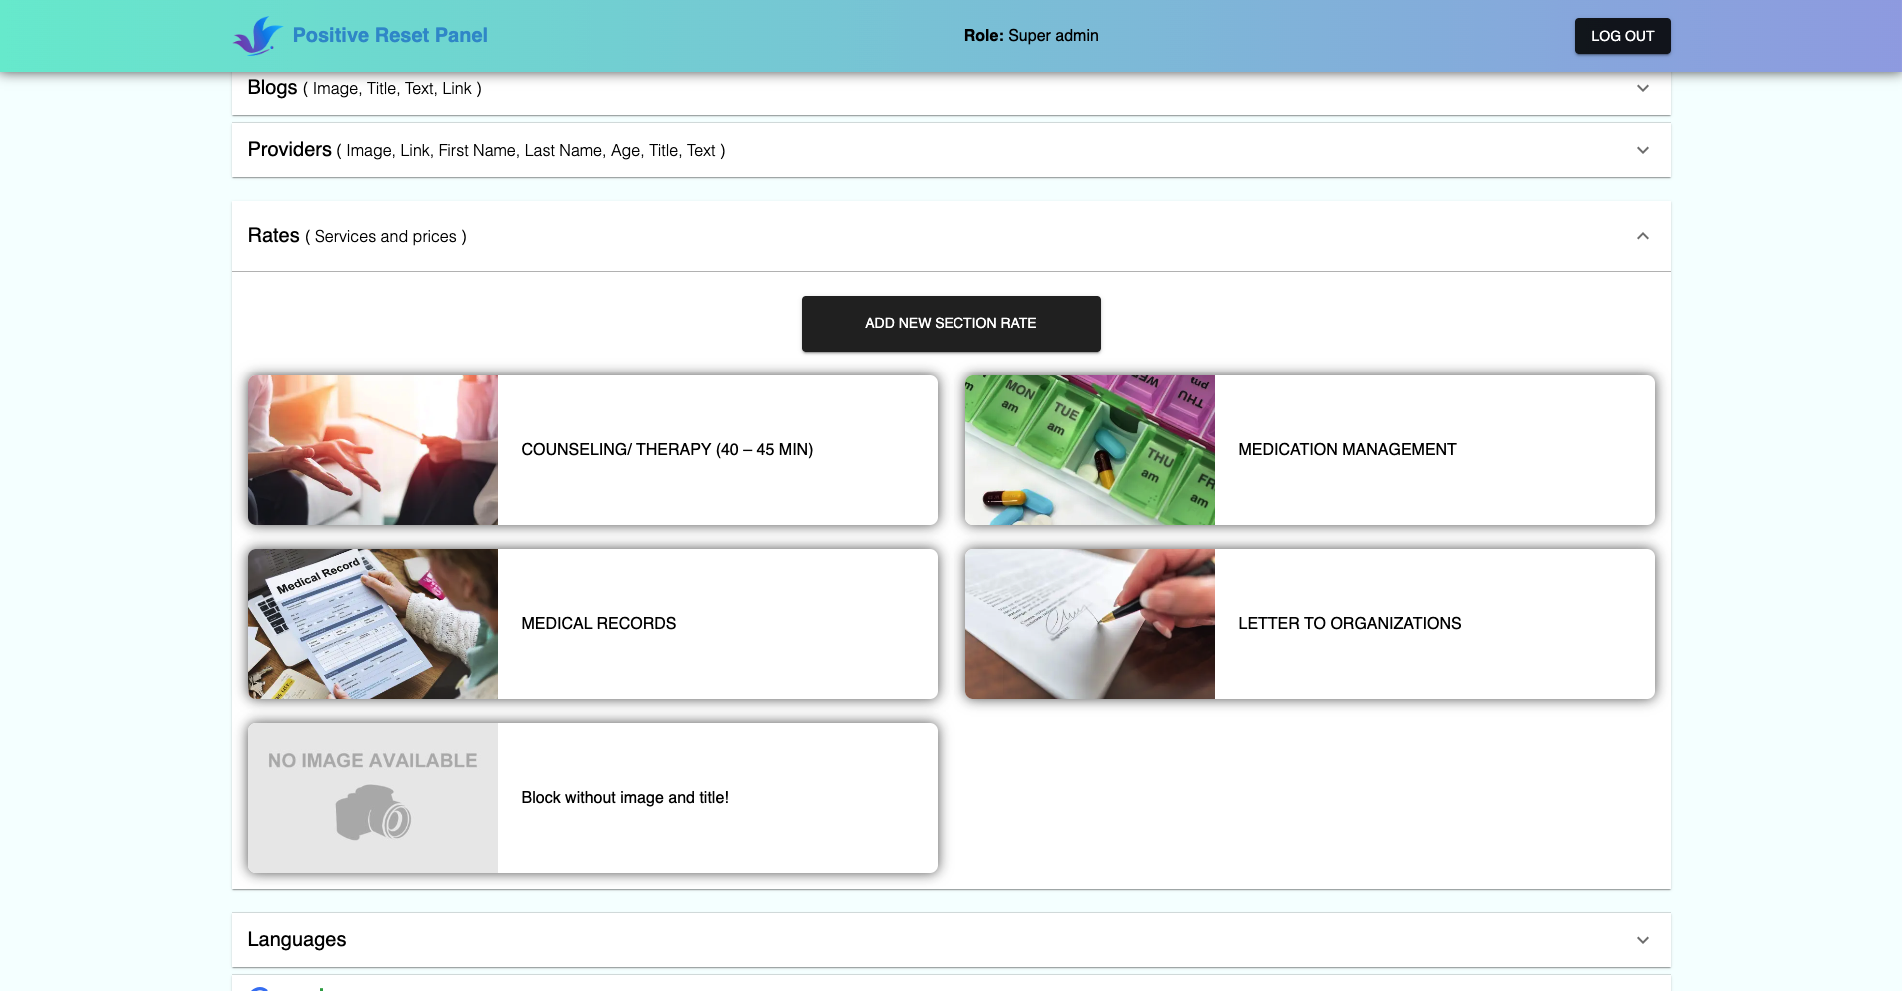 Positive Reset Panel
Role: Super admin
LOG OUT
Blogs ( Image, Title, Text, Link )
Providers ( Image, Link, First Name, Last Name, Age, Title, Text )
Rates ( Services and prices )
ADD NEW SECTION RATE
COUNSELING/ THERAPY (40 – 45 MIN)
MON
am
TUE
am
THU
am
FR
am
WED
pm
THU
MEDICATION MANAGEMENT
Medical Record
MEDICAL RECORDS
LETTER TO ORGANIZATIONS
NO IMAGE AVAILABLE
Block without image and title!
Languages